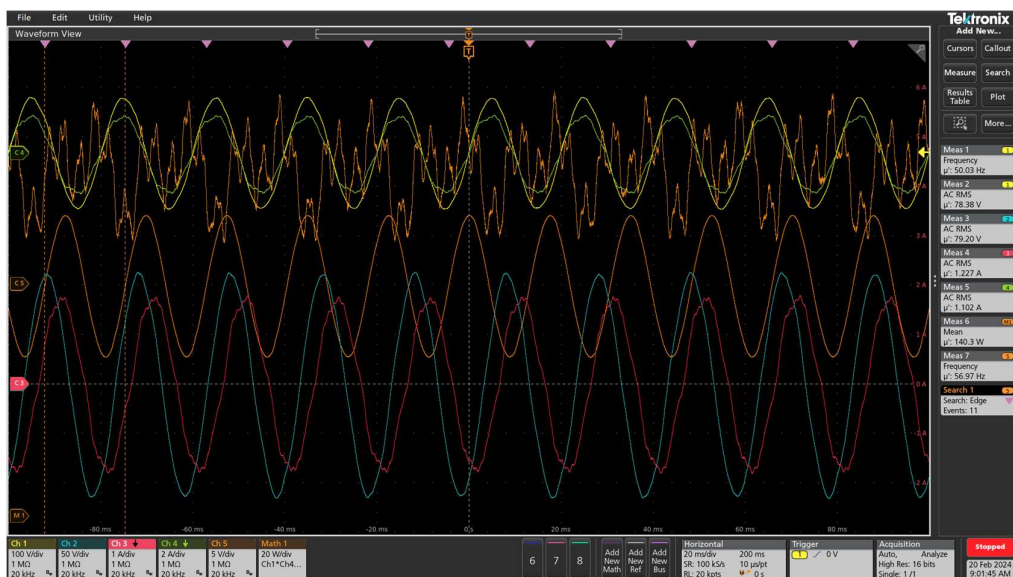 File Edit Utility Help
Tektronix
Waveform View
Add New...
Cursors Callout
Measure Search
Results Table Plot
More...
T
T
6 A
5 A
C 4
3 A
C 5
2 A
C 3
0 A
-2 A
M 1
-80 ms -60 ms -40 ms -20 ms 0 s 20 ms 40 ms 60 ms 80 ms
Meas 1 1
Frequency
µ': 50.03 Hz
Meas 2 1
AC RMS
µ': 78.38 V
Meas 3 2
AC RMS
µ': 79.20 V
Meas 4 3
AC RMS
µ': 1.227 A
Meas 5 4
AC RMS
µ': 1.102 A
Meas 6 M1
Mean
µ': 140.3 W
Meas 7 5
Frequency
µ': 56.97 Hz
Search 1 5
Search: Edge
Events: 11
Ch 1
100 V/div
1 MΩ
20 kHz
Ch 2
50 V/div
1 MΩ
20 kHz
Ch 3
1 A/div
1 MΩ
20 kHz
Ch 4
2 A/div
1 MΩ
20 kHz
Ch 5
5 V/div
1 MΩ
20 kHz
Math 1
20 W/div
Ch1*Ch4...
6 7 8
Add New Math
Add New Ref
Add New Bus
Horizontal
20 ms/div 200 ms
SR: 100 kS/s 10 µs/pt
RL: 20 kpts 0 s
Trigger
1 0 V
Acquisition
Auto, Analyze
High Res: 16 bits
Single: 1 /1
Stopped
20 Feb 2024
9:01:45 AM